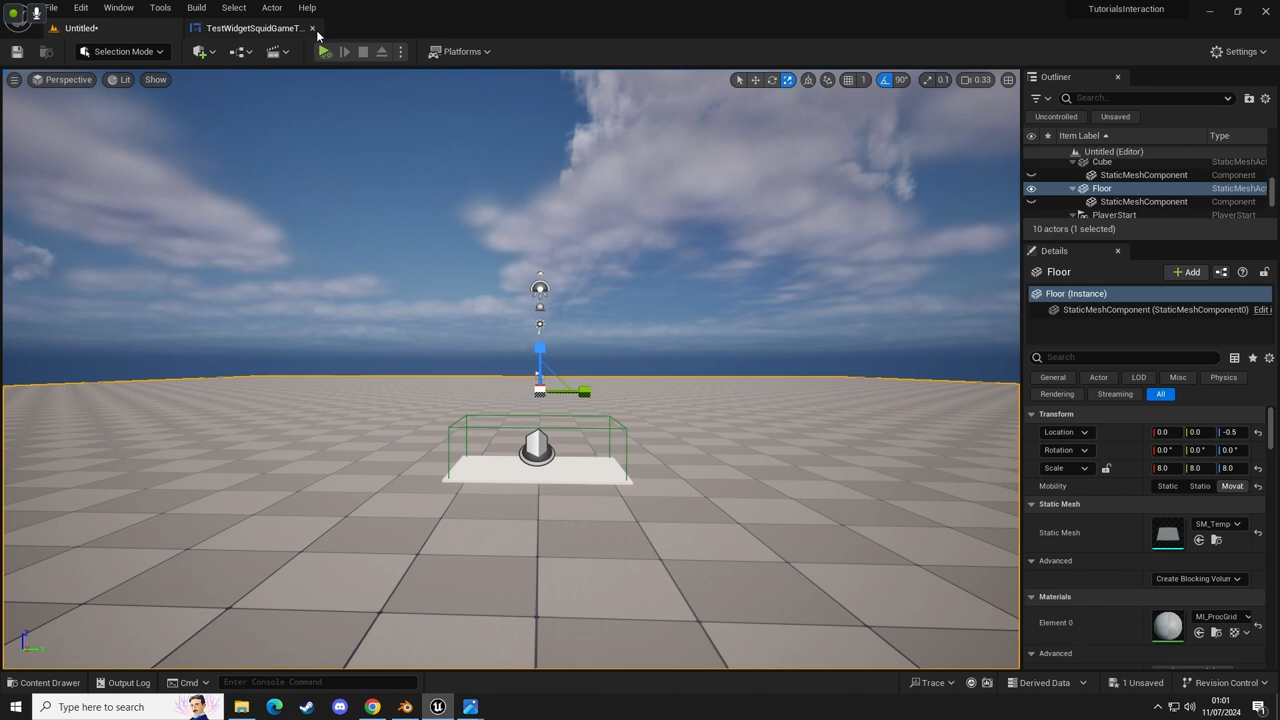 File Edit Window Tools Build Select Actor Help
TutorialsInteraction
Untitled* TestWidgetSquidGameT...
Selection Mode Platforms Settings
Perspective Lit Show 1 90° 0.1 0.33
Outliner
Search...
Uncontrolled Unsaved
Item Label Type
Untitled (Editor)
Cube StaticMeshAct
StaticMeshComponent Component
Floor StaticMeshAct
StaticMeshComponent Component
PlayerStart PlayerStart
10 actors (1 selected)
Details
Floor Add
Floor (Instance)
StaticMeshComponent (StaticMeshComponent0) Edit i
Search
General Actor LOD Misc Physics
Rendering Streaming All
Transform
Location 0.0 0.0 -0.5
Rotation 0.0° 0.0° 0.0°
Scale 8.0 8.0 8.0
Mobility Static Statio Movat
Static Mesh
Static Mesh SM_Temp
Advanced
Create Blocking Volum
Materials
Element 0 MI_ProcGrid
Advanced
Z
Y
Content Drawer Output Log Cmd Enter Console Command Trace Derived Data 1 Unsaved Revision Control
Type here to search
01:01
11/07/2024